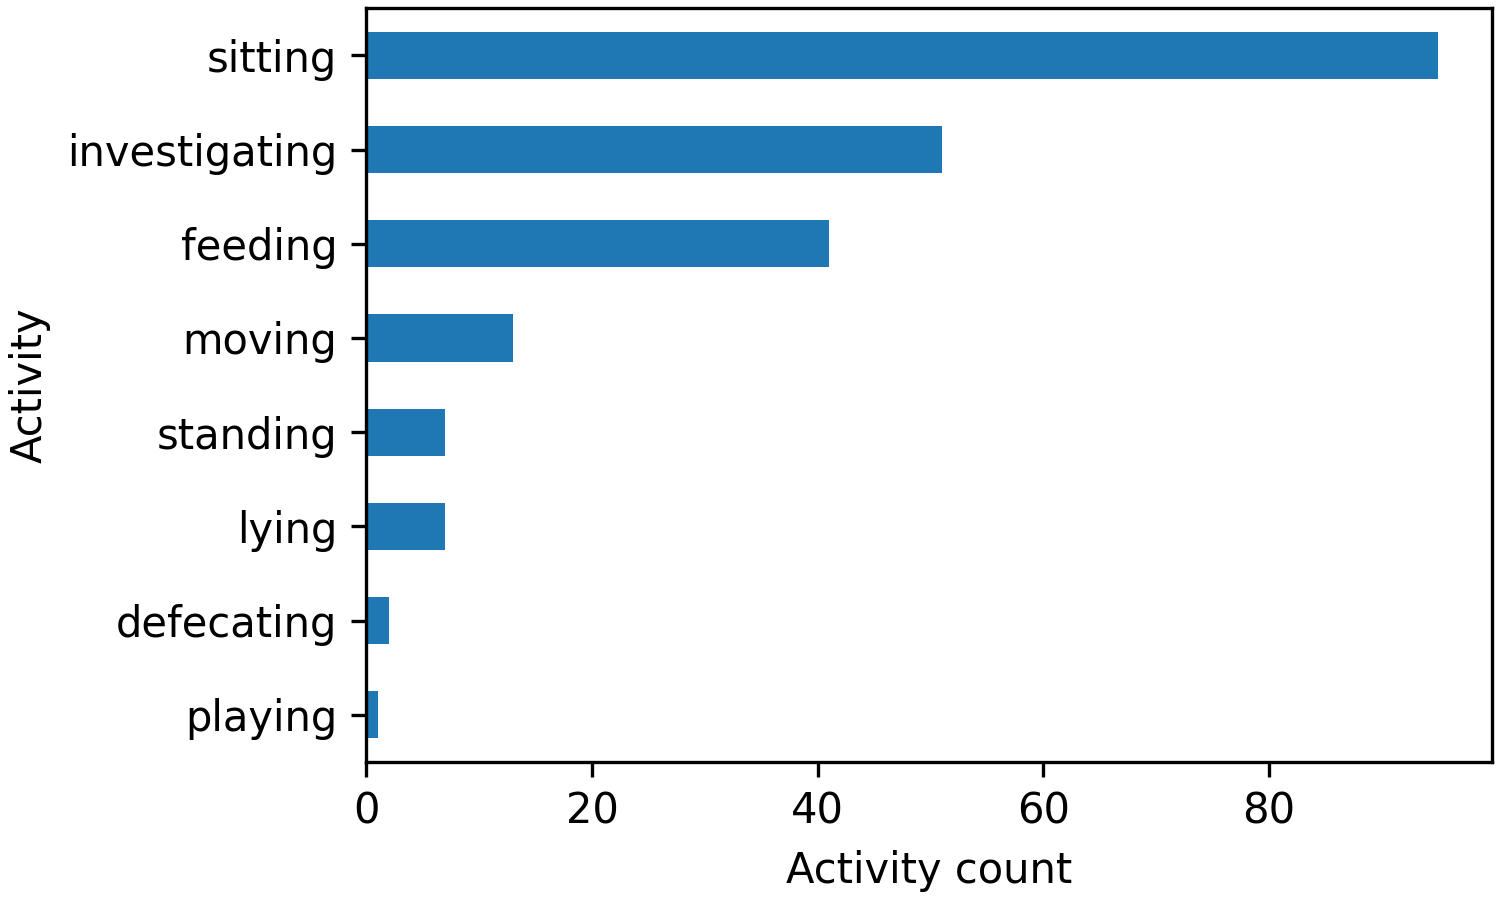 sitting
investigating
feeding
moving
standing
lying
defecating
playing
Activity
0 20 40 60 80
Activity count